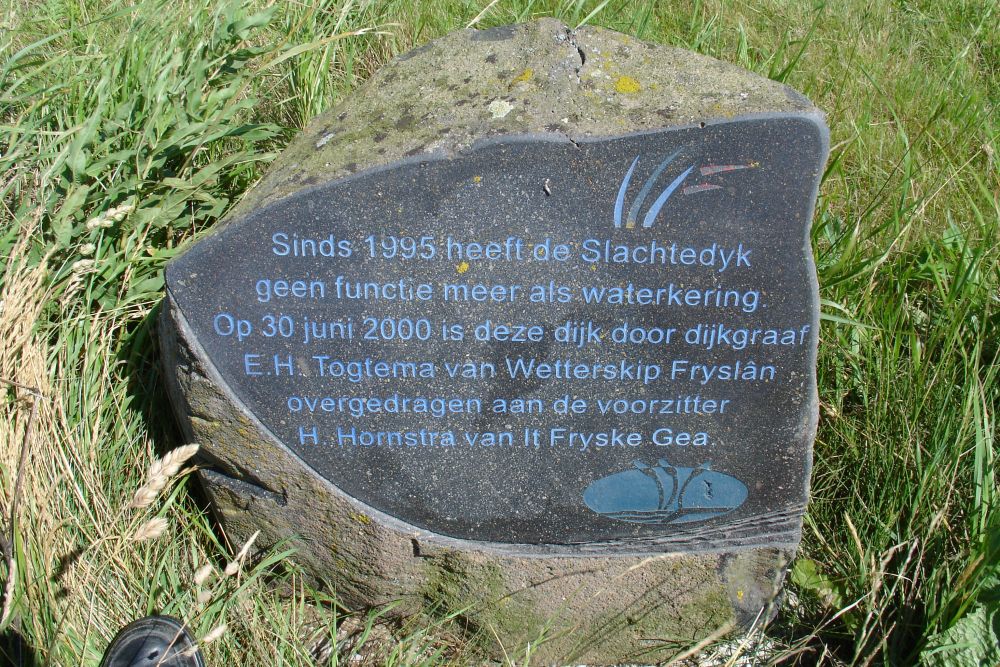 Sinds 1995 heeft de Slachtedyk
geen functie meer als waterkering.
Op 30 juni 2000 is deze dijk door dijkgraaf
E.H. Togtema van Wetterskip Fryslân
overgedragen aan de voorzitter
H. Hornstra van It Fryske Gea.